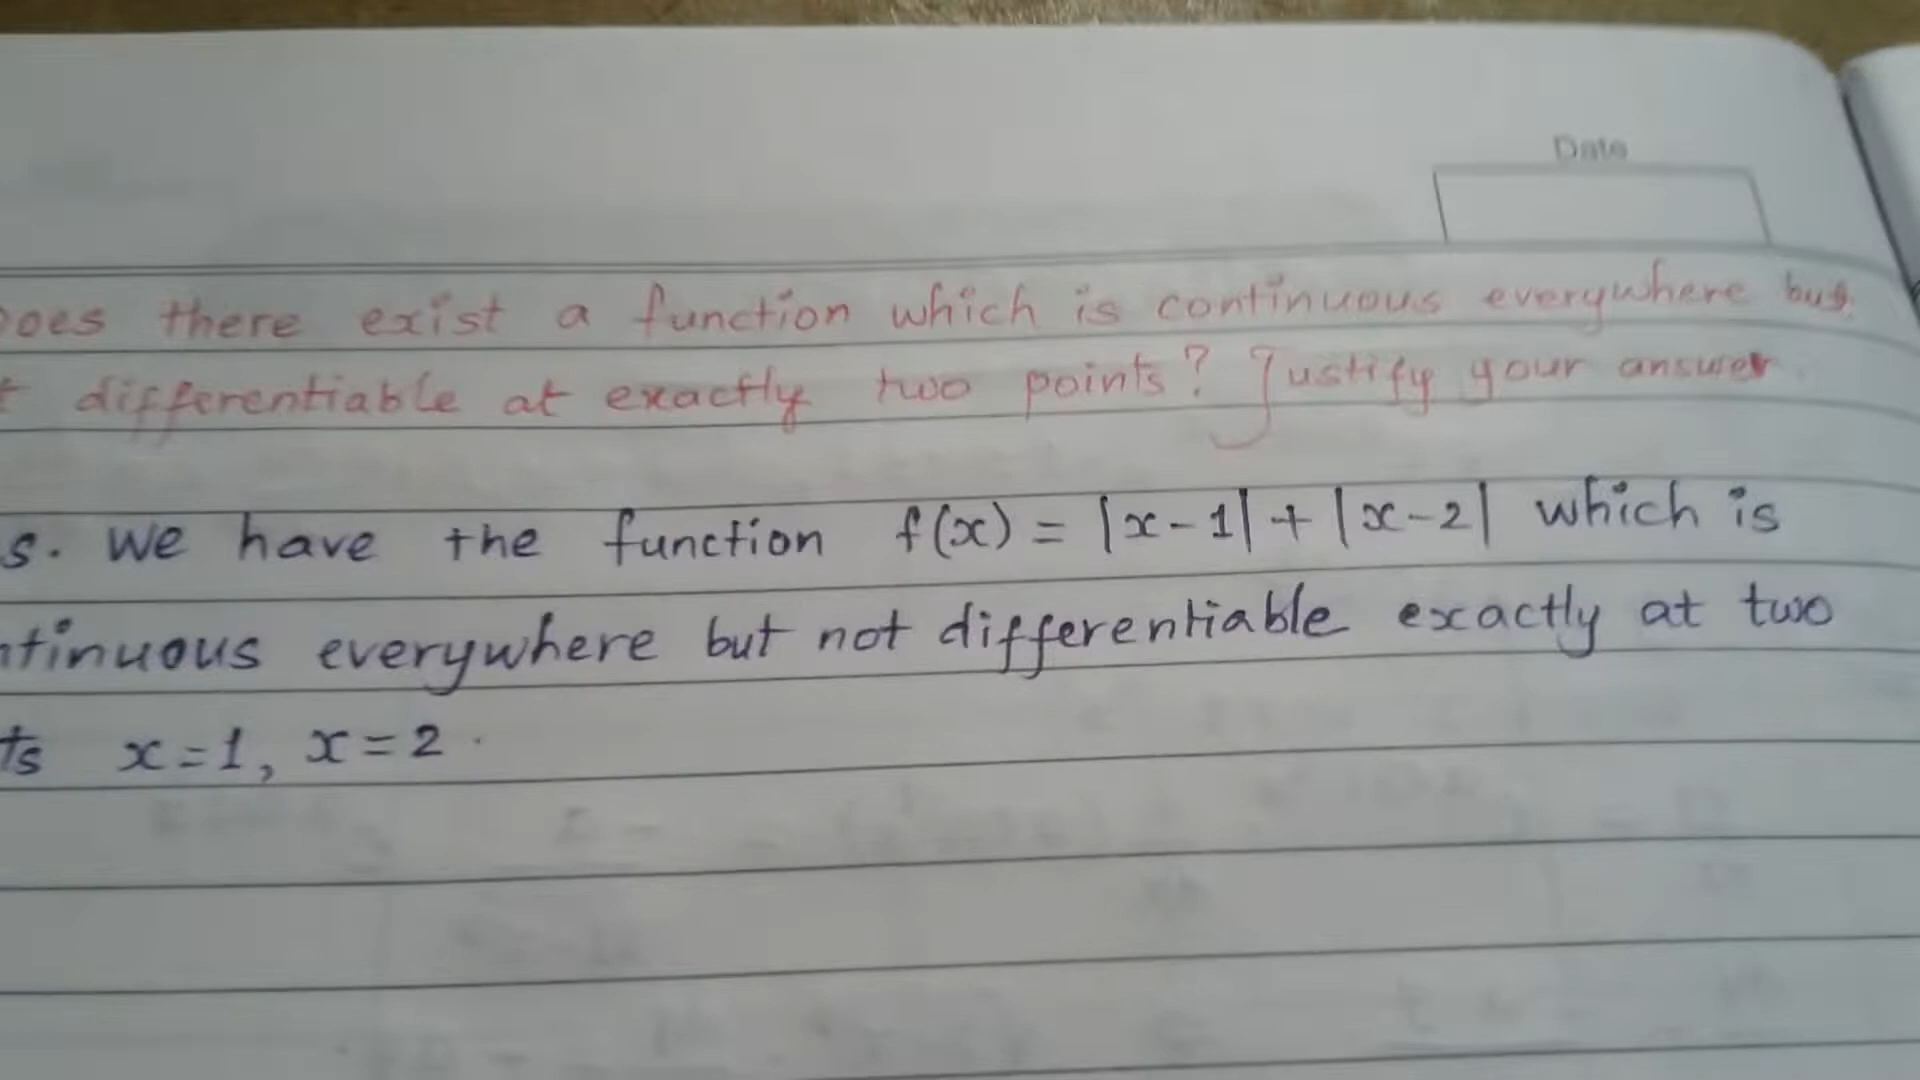 Date
Does there exist a function which is continuous everywhere but
t differentiable at exactly two points? Justify your answer.
s. We have the function f(x) = |x-1| + |x-2| which is
ntinuous everywhere but not differentiable exactly at two
ts x=1, x=2.